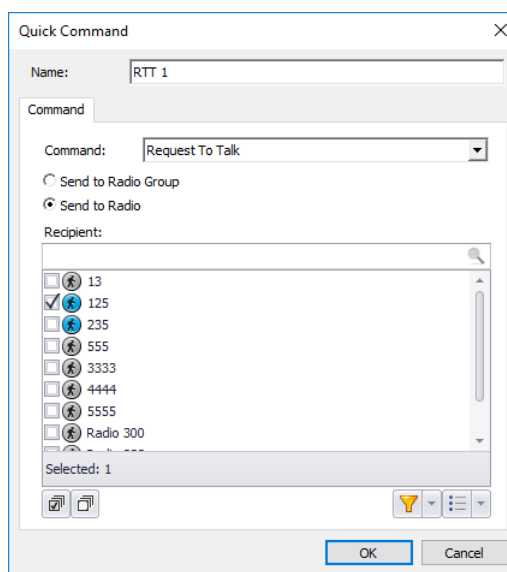 Quick Command
Name: RTT 1
Command
Command: Request To Talk
Send to Radio Group
Send to Radio
Recipient:
13
125
235
555
3333
4444
5555
Radio 300
Selected: 1
OK Cancel